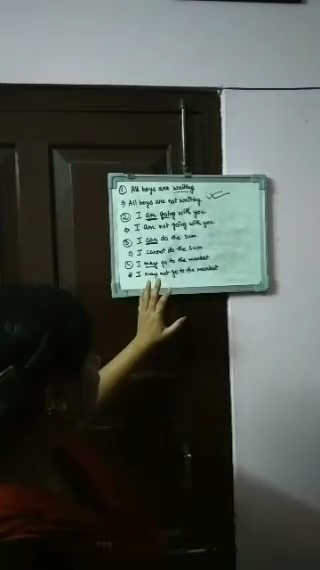 ① All boys are writing
⇒ All boys are not writing.
② I am going with you.
⇒ I am not going with you.
③ I can do the sum.
⇒ I cannot do the sum
④ I may go to the market
⇒ I may not go to the market